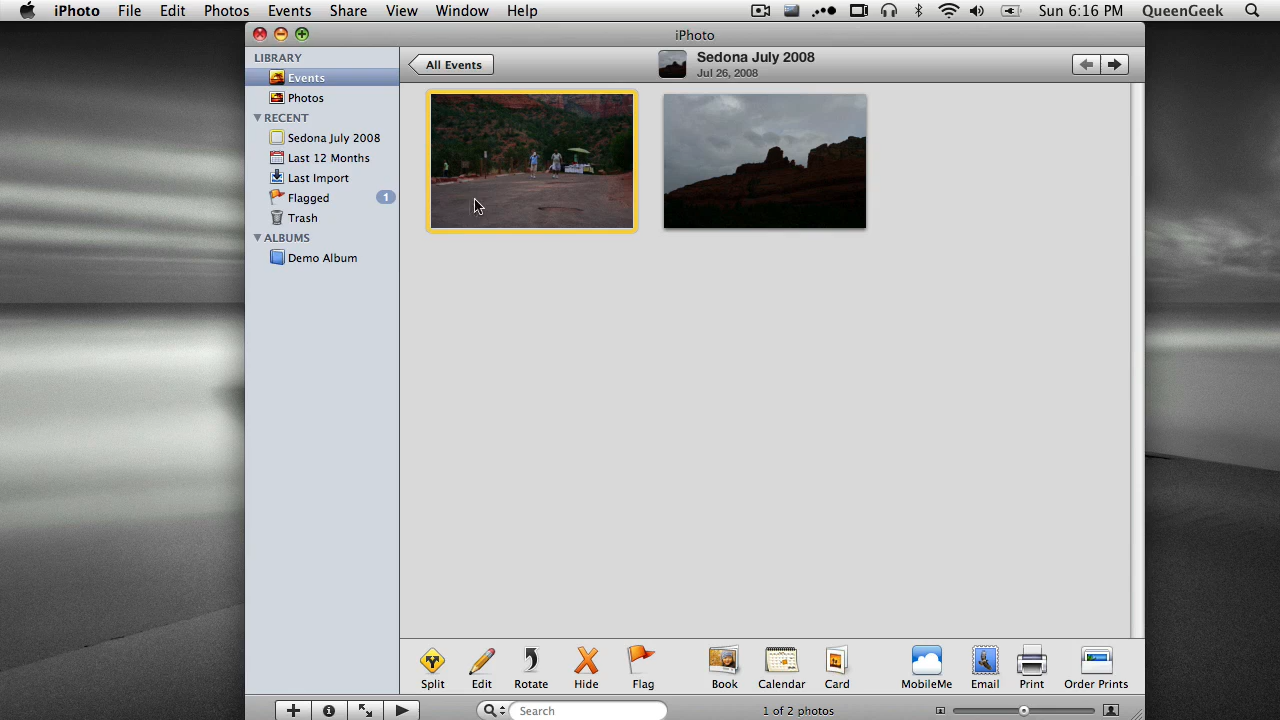 iPhoto File Edit Photos Events Share View Window Help Sun 6:16 PM QueenGeek
iPhoto
LIBRARY
Events
Photos
RECENT
Sedona July 2008
Last 12 Months
Last Import
Flagged 1
Trash
ALBUMS
Demo Album
All Events
Sedona July 2008
Jul 26, 2008
Split Edit Rotate Hide Flag Book Calendar Card MobileMe Email Print Order Prints
Search 1 of 2 photos